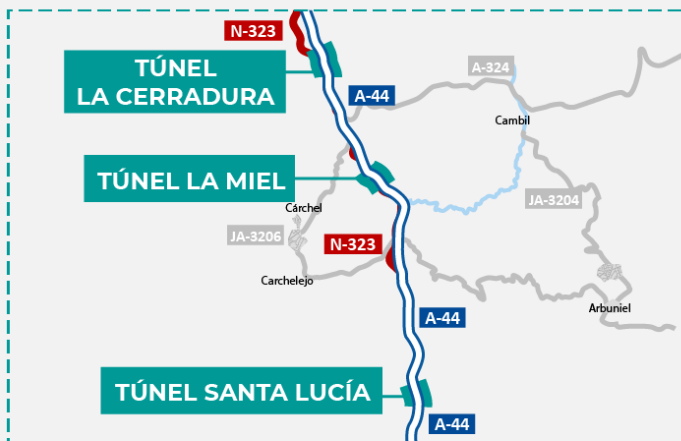 N-323
TÚNEL
LA CERRADURA
A-324
A-44
Cambil
TÚNEL LA MIEL
JA-3204
Cárchel
JA-3206
N-323
Carchelejo
Arbuniel
A-44
TÚNEL SANTA LUCÍA
A-44